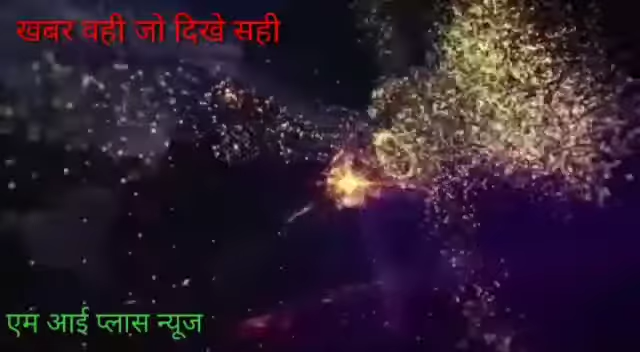 खबर वही जो दिखे सही
एम आई प्लास न्यूज